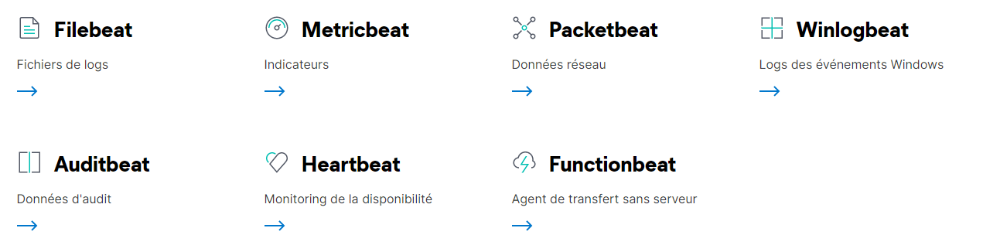 Filebeat
Metricbeat
Packetbeat
Winlogbeat
Fichiers de logs
Indicateurs
Données réseau
Logs des événements Windows
Auditbeat
Heartbeat
Functionbeat
Données d'audit
Monitoring de la disponibilité
Agent de transfert sans serveur